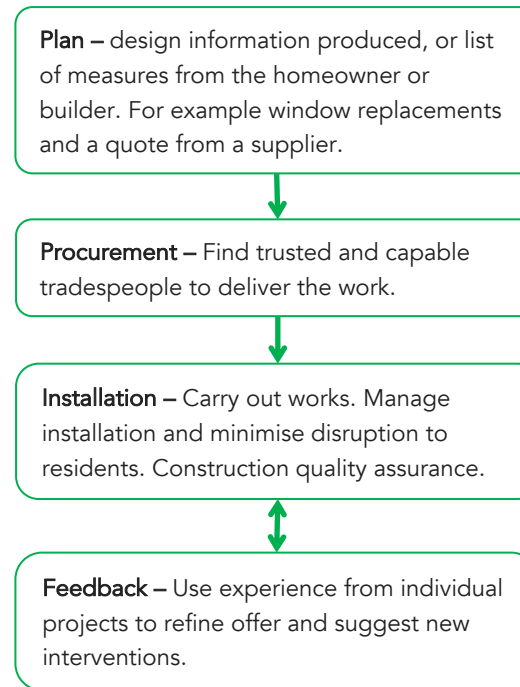 Plan – design information produced, or list
of measures from the homeowner or
builder. For example window replacements
and a quote from a supplier.
Procurement – Find trusted and capable
tradespeople to deliver the work.
Installation – Carry out works. Manage
installation and minimise disruption to
residents. Construction quality assurance.
Feedback – Use experience from individual
projects to refine offer and suggest new
interventions.